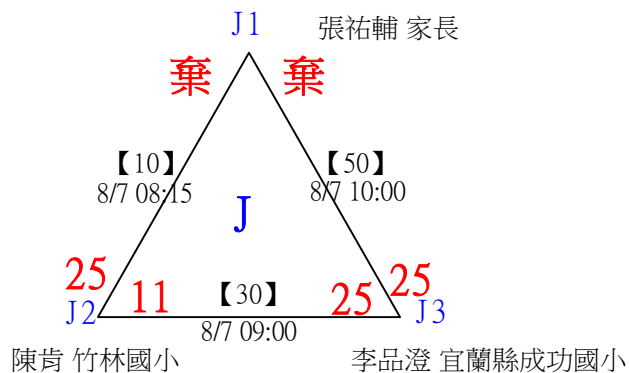 J1 張祐輔 家長
棄 棄
【10】 【50】
8/7 08:15 8/7 10:00
J
25 25
11 【30】 25
J2 J3
8/7 09:00
陳肯 竹林國小 李品澄 宜蘭縣成功國小